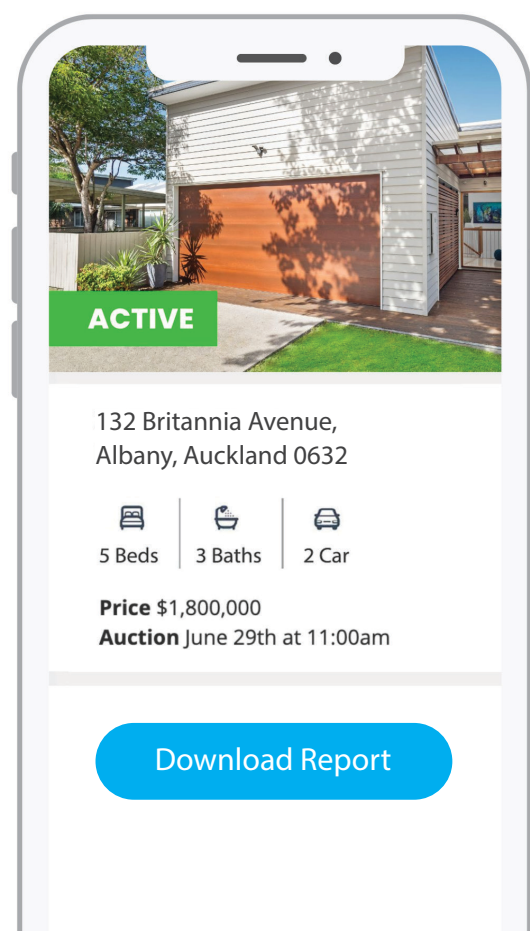 ACTIVE
132 Britannia Avenue,
Albany, Auckland 0632
5 Beds
3 Baths
2 Car
Price $1,800,000
Auction June 29th at 11:00am
Download Report